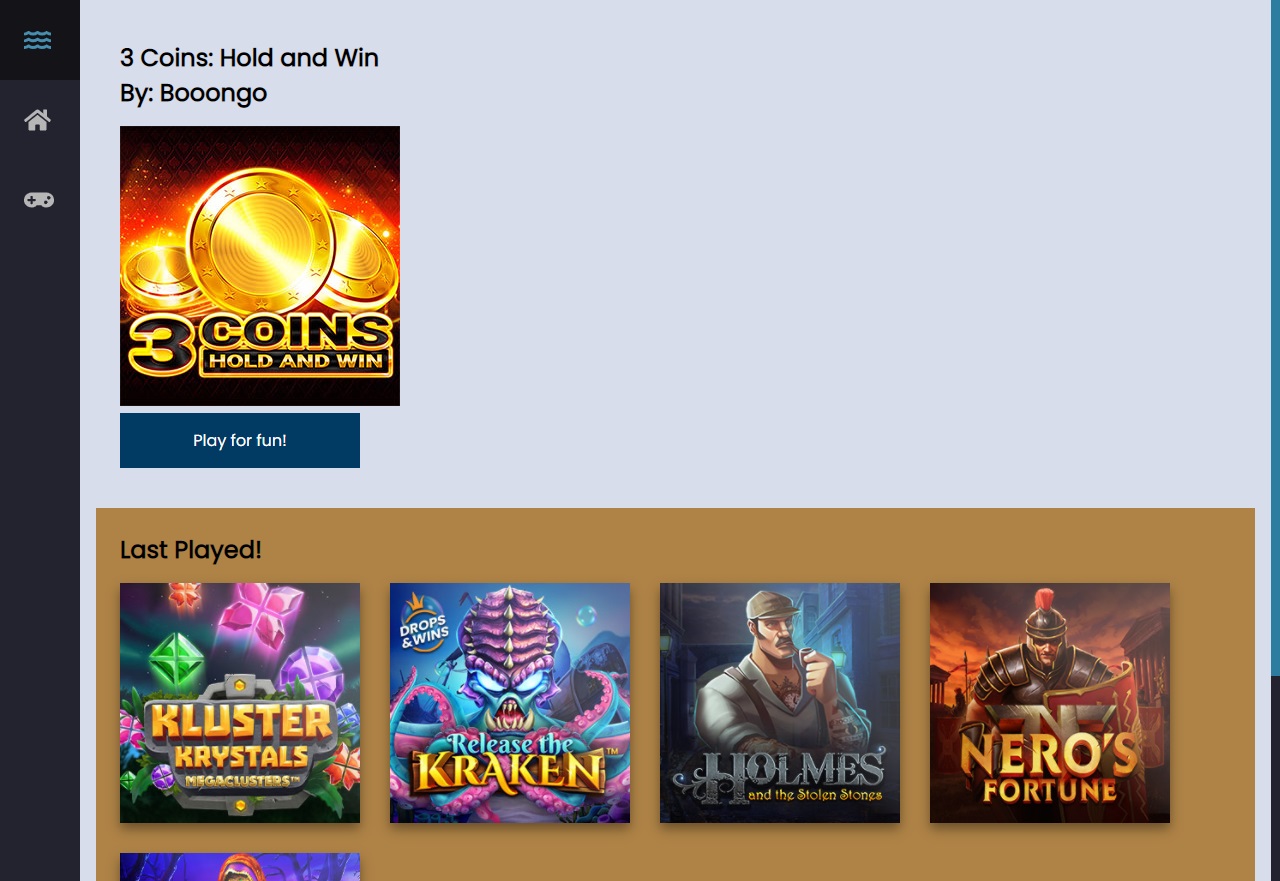 3 Coins: Hold and Win
By: Booongo
3 COINS
HOLD AND WIN
Play for fun!
Last Played!
KLUSTER
KRYSTALS
MEGACLUSTERS™
DROPS
&WINS
Release the
KRAKEN™
HOLMES
and the Stolen Stones
NF
NERO'S
FORTUNE